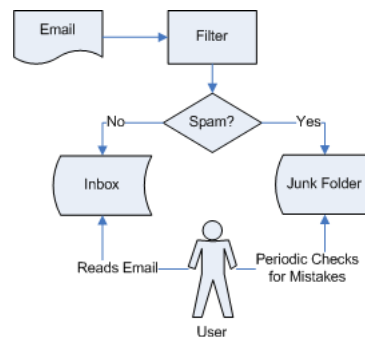 Email
Filter
Spam?
No
Yes
Inbox
Junk Folder
Reads Email
Periodic Checks
for Mistakes
User